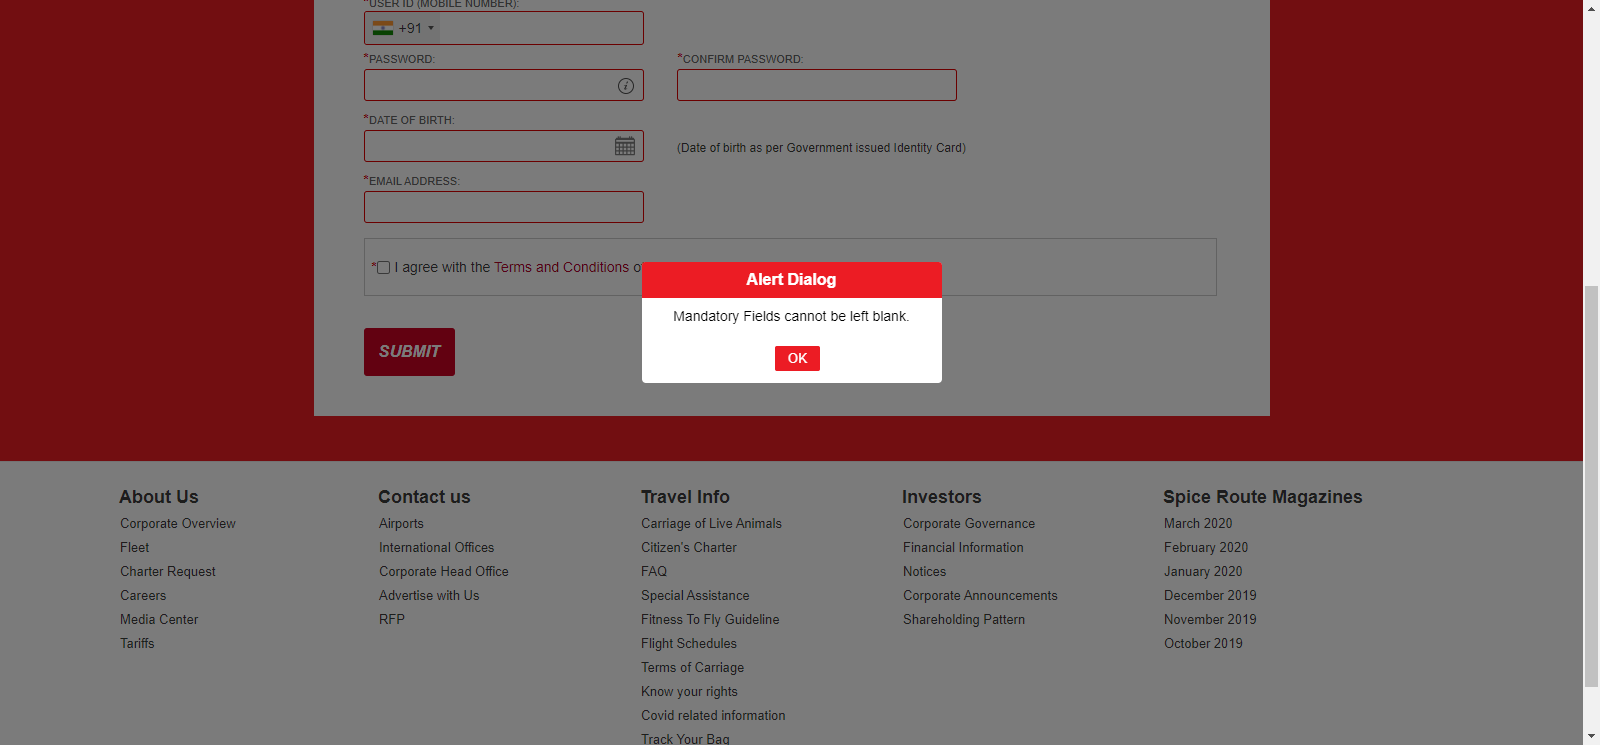 *USER ID (MOBILE NUMBER):
+91
*PASSWORD:
*CONFIRM PASSWORD:
*DATE OF BIRTH:
(Date of birth as per Government issued Identity Card)
*EMAIL ADDRESS:
* I agree with the Terms and Conditions of
Alert Dialog
Mandatory Fields cannot be left blank.
OK
SUBMIT
About Us
Corporate Overview
Fleet
Charter Request
Careers
Media Center
Tariffs
Contact us
Airports
International Offices
Corporate Head Office
Advertise with Us
RFP
Travel Info
Carriage of Live Animals
Citizen's Charter
FAQ
Special Assistance
Fitness To Fly Guideline
Flight Schedules
Terms of Carriage
Know your rights
Covid related information
Track Your Bag
Investors
Corporate Governance
Financial Information
Notices
Corporate Announcements
Shareholding Pattern
Spice Route Magazines
March 2020
February 2020
January 2020
December 2019
November 2019
October 2019